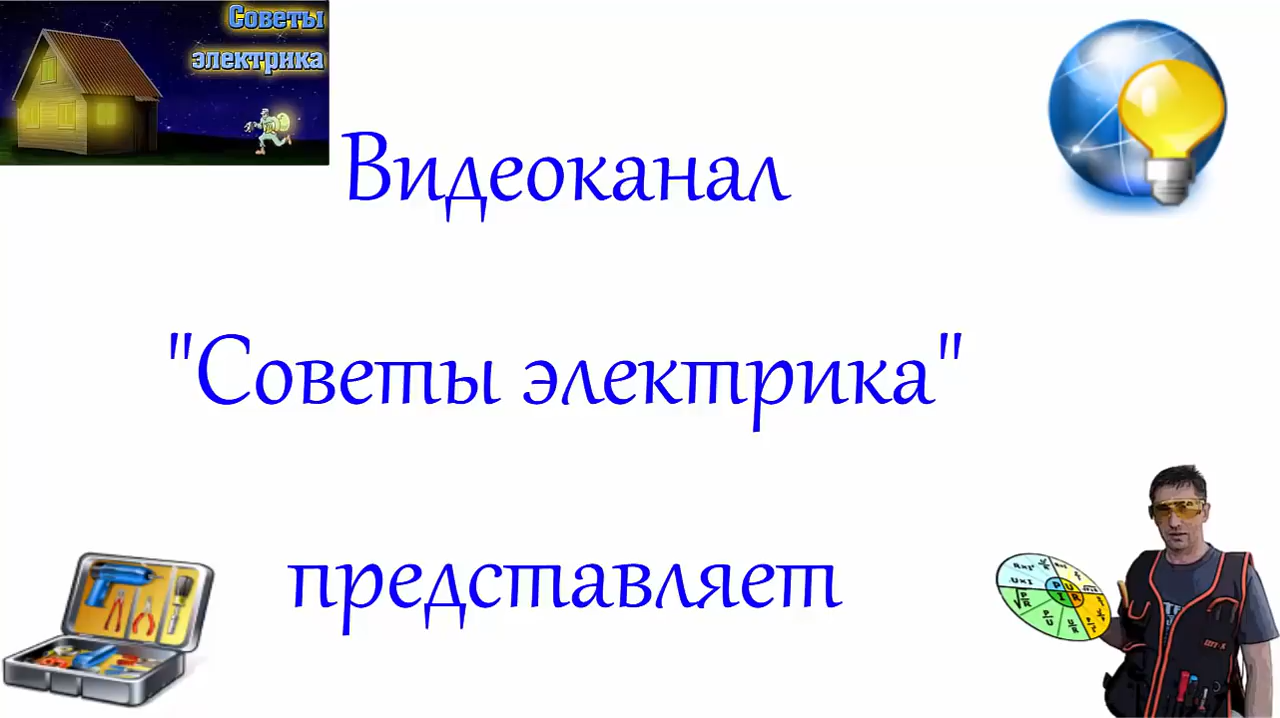 Советы
электрика
Видеоканал
"Советы электрика"
представляет
P U
I R